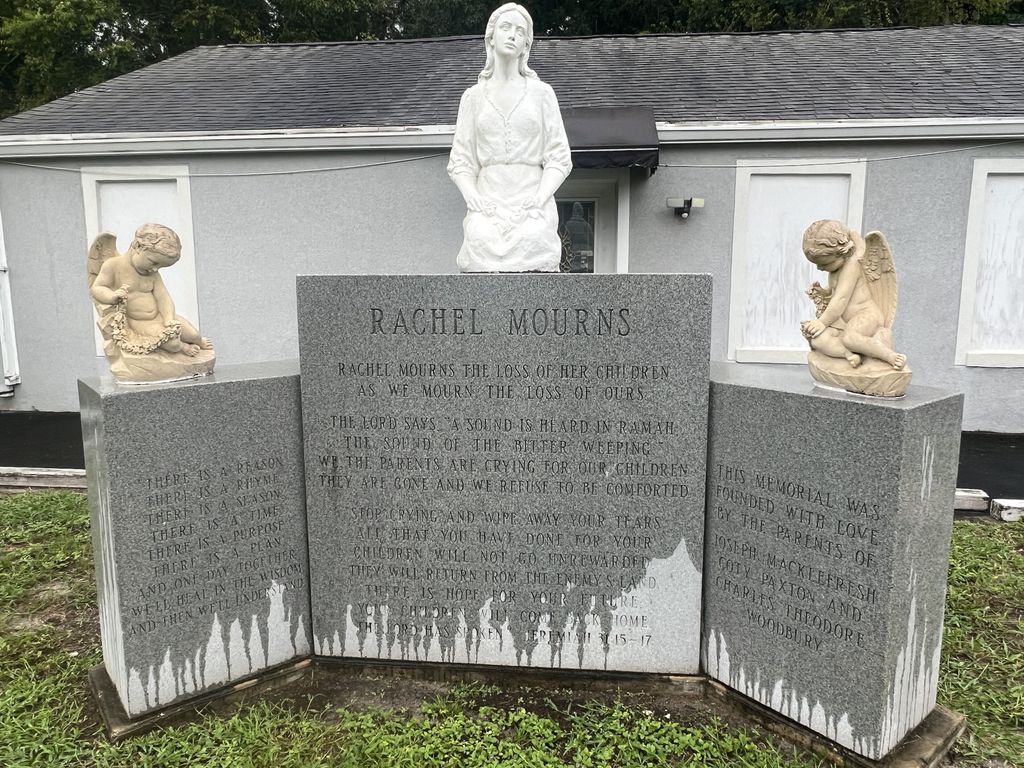 RACHEL MOURNS
RACHEL MOURNS THE LOSS OF HER CHILDREN
AS WE MOURN THE LOSS OF OURS
THE LORD SAYS, "A SOUND IS HEARD IN RAMAH,
THE SOUND OF THE BITTER WEEPING."
WE THE PARENTS ARE CRYING FOR OUR CHILDREN
THEY ARE GONE AND WE REFUSE TO BE COMFORTED
STOP CRYING AND WIPE AWAY YOUR TEARS
ALL THAT YOU HAVE DONE FOR YOUR
CHILDREN WILL NOT GO UNREWARDED
THEY WILL RETURN FROM THE ENEMY'S LAND
THERE IS HOPE FOR YOUR FUTURE
YOUR CHILDREN WILL COME BACK HOME
THE LORD HAS SPOKEN JEREMIAH 31:15-17
"THERE IS A REASON,
THERE IS A RHYME,
THERE IS A SEASON,
THERE IS A TIME,
THERE IS A PURPOSE
THERE IS A PLAN,
AND ONE DAY TOGETHER
WE'LL HEAL IN THE WISDOM
AND THEN WE'LL UNDERSTAND
THIS MEMORIAL WAS
FOUNDED WITH LOVE
BY THE PARENTS OF
JOSEPH MACKLEFRESH
COTY PAXTON AND
CHARLES THEODORE
WOODBURY